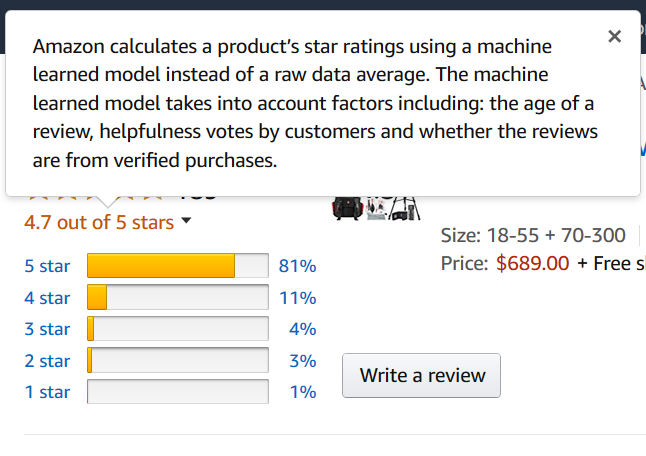 Amazon calculates a product's star ratings using a machine
learned model instead of a raw data average. The machine
learned model takes into account factors including: the age of a
review, helpfulness votes by customers and whether the reviews
are from verified purchases.
4.7 out of 5 stars
5 star 81%
4 star 11%
3 star 4%
2 star 3%
1 star 1%
Size: 18-55 + 70-300
Price: $689.00 + Free
Write a review